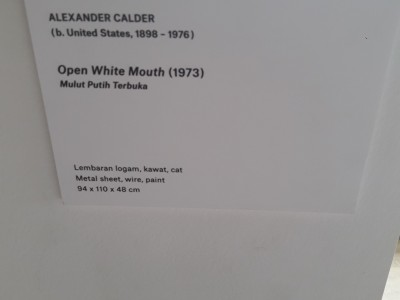 ALEXANDER CALDER
(b. United States, 1898 - 1976)
Open White Mouth (1973)
Mulut Putih Terbuka
Lembaran logam, kawat, cat
Metal sheet, wire, paint
94 x 110 x 48 cm